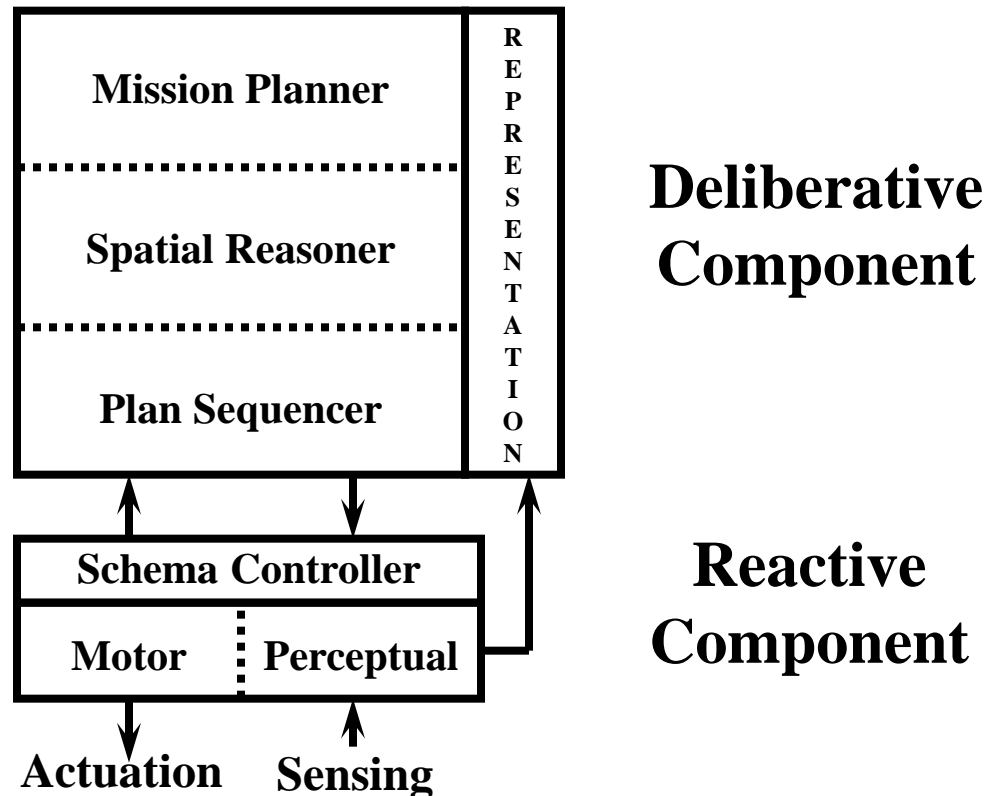 Mission Planner
Spatial Reasoner
Plan Sequencer
REPRESENTATION
Deliberative
Component
Schema Controller
Motor
Perceptual
Reactive
Component
Actuation
Sensing